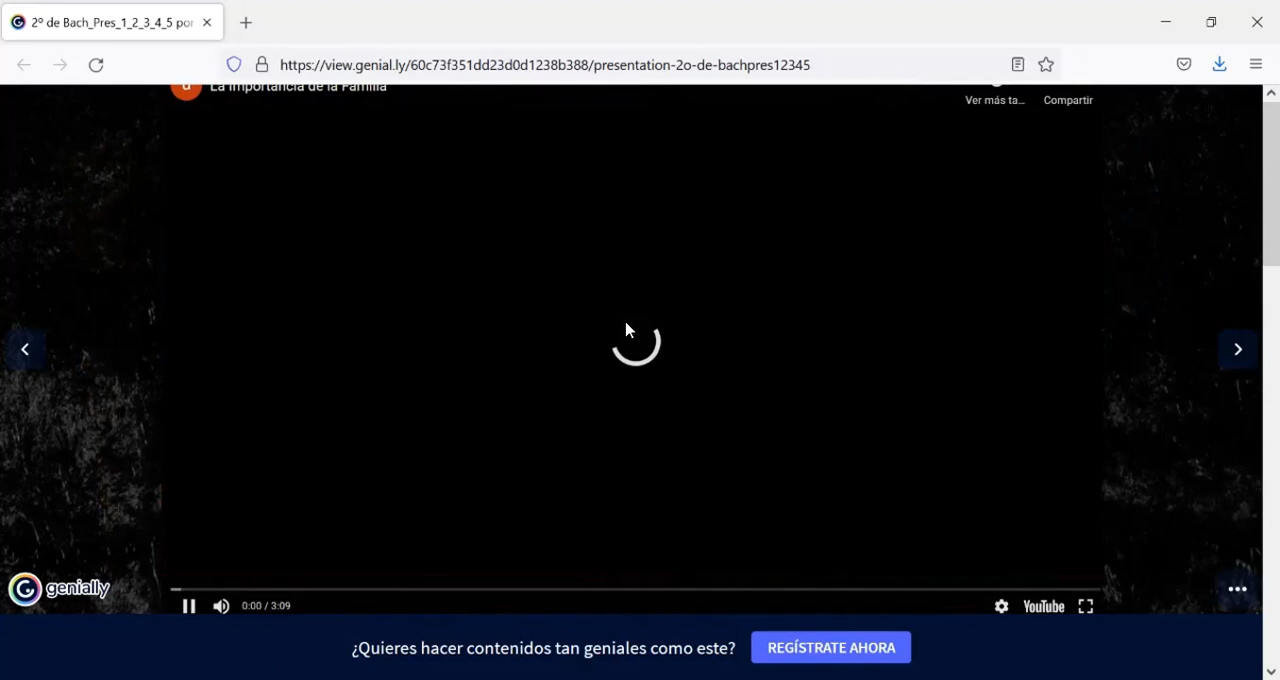 2º de Bach_Pres_1_2_3_4_5 por
https://view.genial.ly/60c73f351dd23d0d1238b388/presentation-2o-de-bachpres12345
La Importancia de la Familia
Ver más ta... Compartir
genially
0:00 / 3:09
YouTube
¿Quieres hacer contenidos tan geniales como este? REGÍSTRATE AHORA